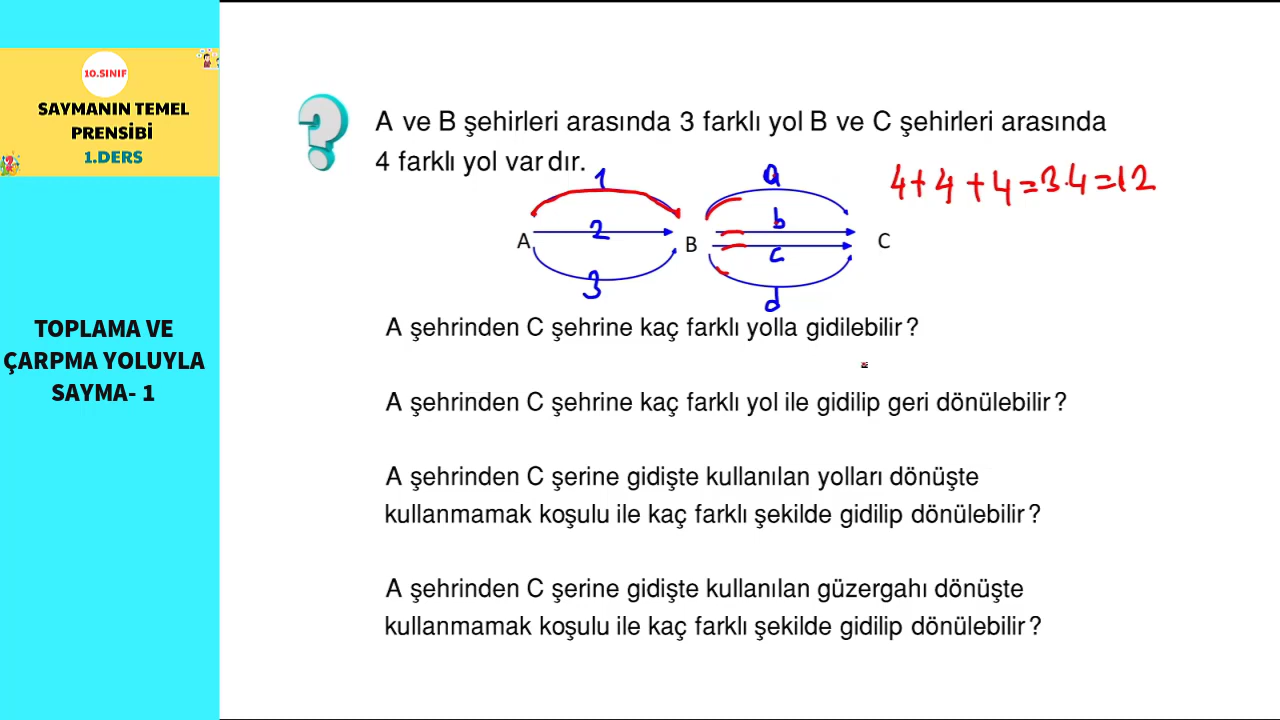 10.SINIF
SAYMANIN TEMEL
PRENSİBİ
1.DERS
TOPLAMA VE
ÇARPMA YOLUYLA
SAYMA- 1
A ve B şehirleri arasında 3 farklı yol B ve C şehirleri arasında
4 farklı yol vardır.
4+4+4=3.4=12
1
a
2
b
A
B
C
c
3
d
A şehrinden C şehrine kaç farklı yolla gidilebilir?
A şehrinden C şehrine kaç farklı yol ile gidilip geri dönülebilir?
A şehrinden C şerine gidişte kullanılan yolları dönüşte
kullanmamak koşulu ile kaç farklı şekilde gidilip dönülebilir?
A şehrinden C şerine gidişte kullanılan güzergahı dönüşte
kullanmamak koşulu ile kaç farklı şekilde gidilip dönülebilir?